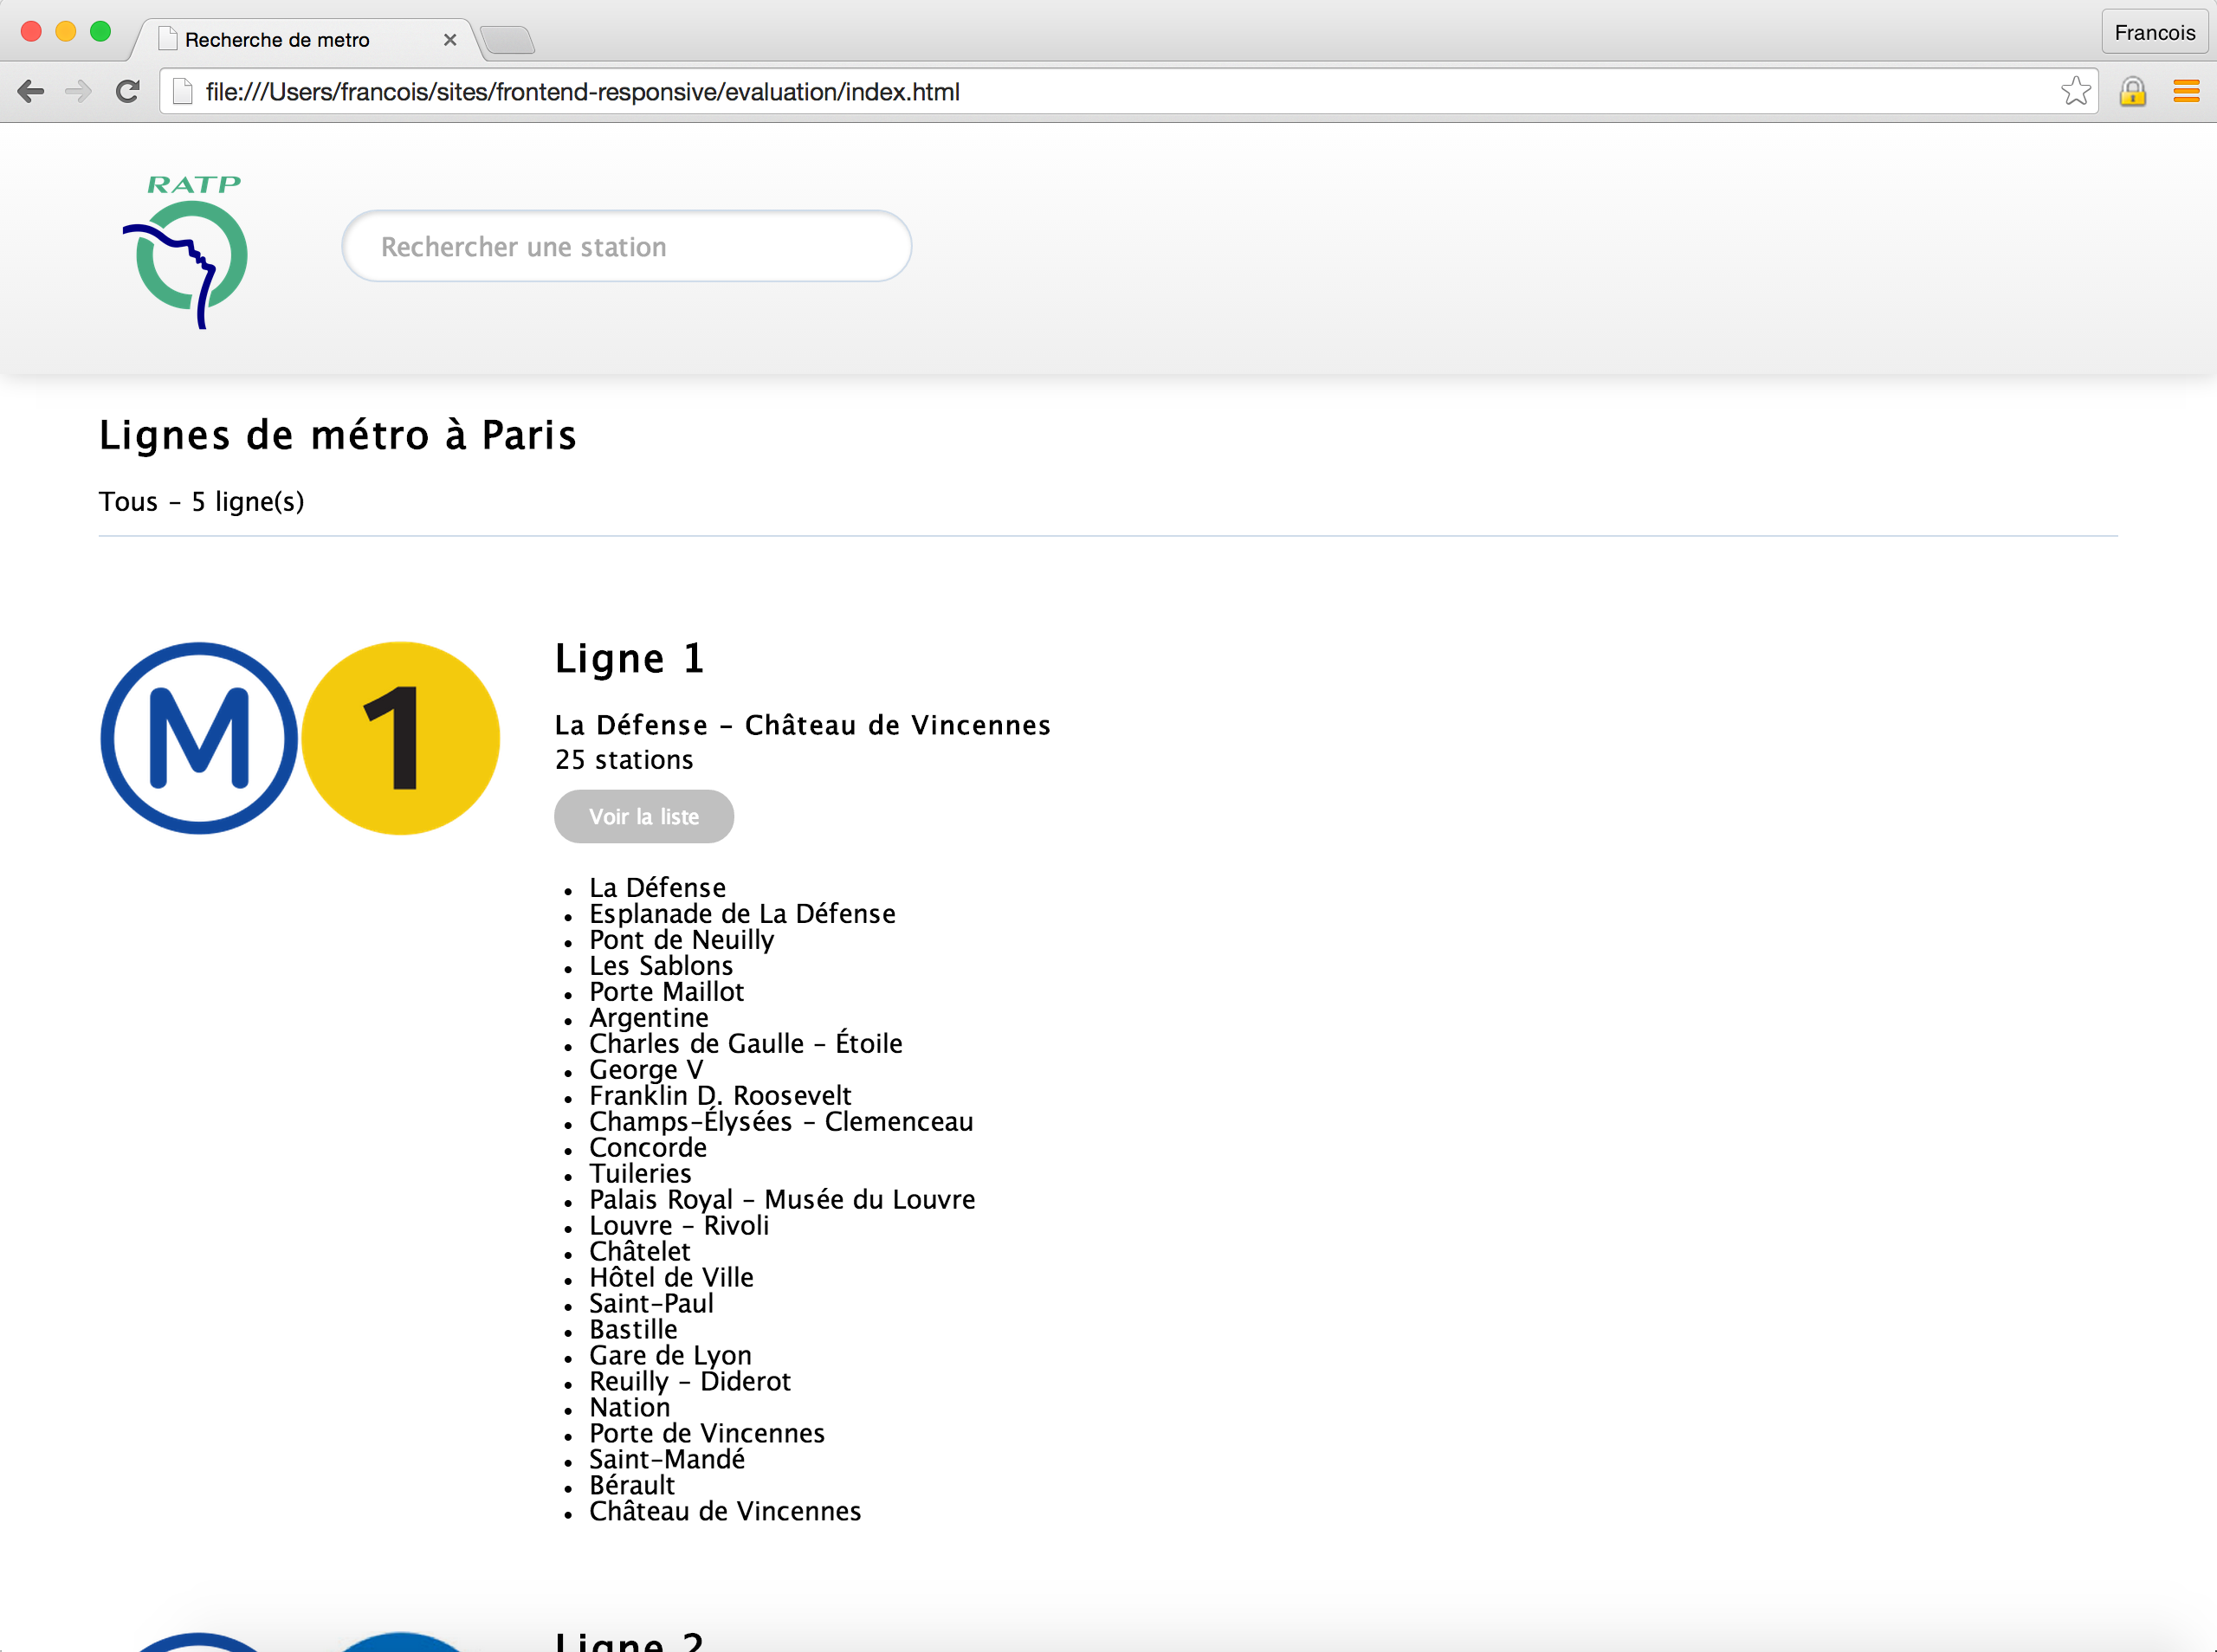 Recherche de metro
Francois
file:///Users/francois/sites/frontend-responsive/evaluation/index.html
RATP
Rechercher une station
Lignes de métro à Paris
Tous - 5 ligne(s)
M 1
Ligne 1
La Défense - Château de Vincennes
25 stations
Voir la liste
La Défense
Esplanade de La Défense
Pont de Neuilly
Les Sablons
Porte Maillot
Argentine
Charles de Gaulle - Étoile
George V
Franklin D. Roosevelt
Champs-Élysées - Clemenceau
Concorde
Tuileries
Palais Royal - Musée du Louvre
Louvre - Rivoli
Châtelet
Hôtel de Ville
Saint-Paul
Bastille
Gare de Lyon
Reuilly - Diderot
Nation
Porte de Vincennes
Saint-Mandé
Bérault
Château de Vincennes
Ligne 2